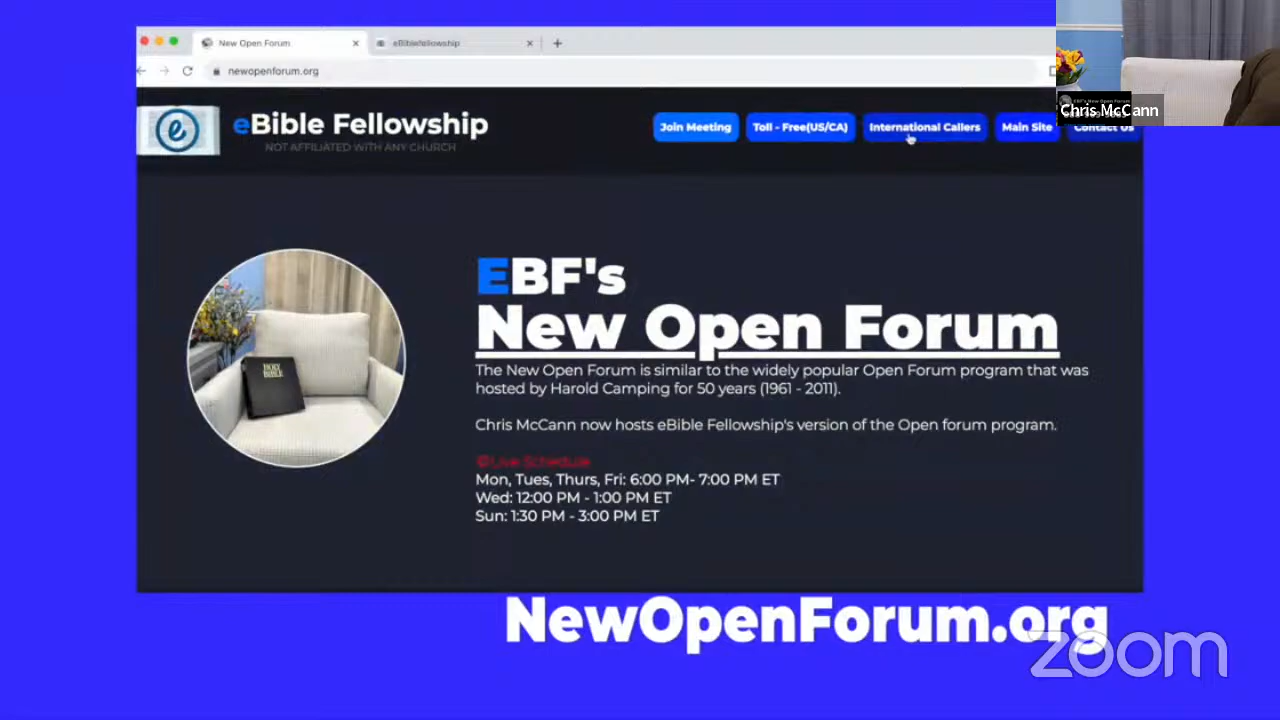 New Open Forum
eBiblefellowship
newopenforum.org
Chris McCann
e
eBible Fellowship
NOT AFFILIATED WITH ANY CHURCH
Join Meeting
Toll - Free(US/CA)
International Callers
Main Site
Contact Us
HOLY
BIBLE
EBF's
New Open Forum
The New Open Forum is similar to the widely popular Open Forum program that was
hosted by Harold Camping for 50 years (1961 - 2011).
Chris McCann now hosts eBible Fellowship's version of the Open forum program.
Live Schedule
Mon, Tues, Thurs, Fri: 6:00 PM- 7:00 PM ET
Wed: 12:00 PM - 1:00 PM ET
Sun: 1:30 PM - 3:00 PM ET
NewOpenForum.org
zoom